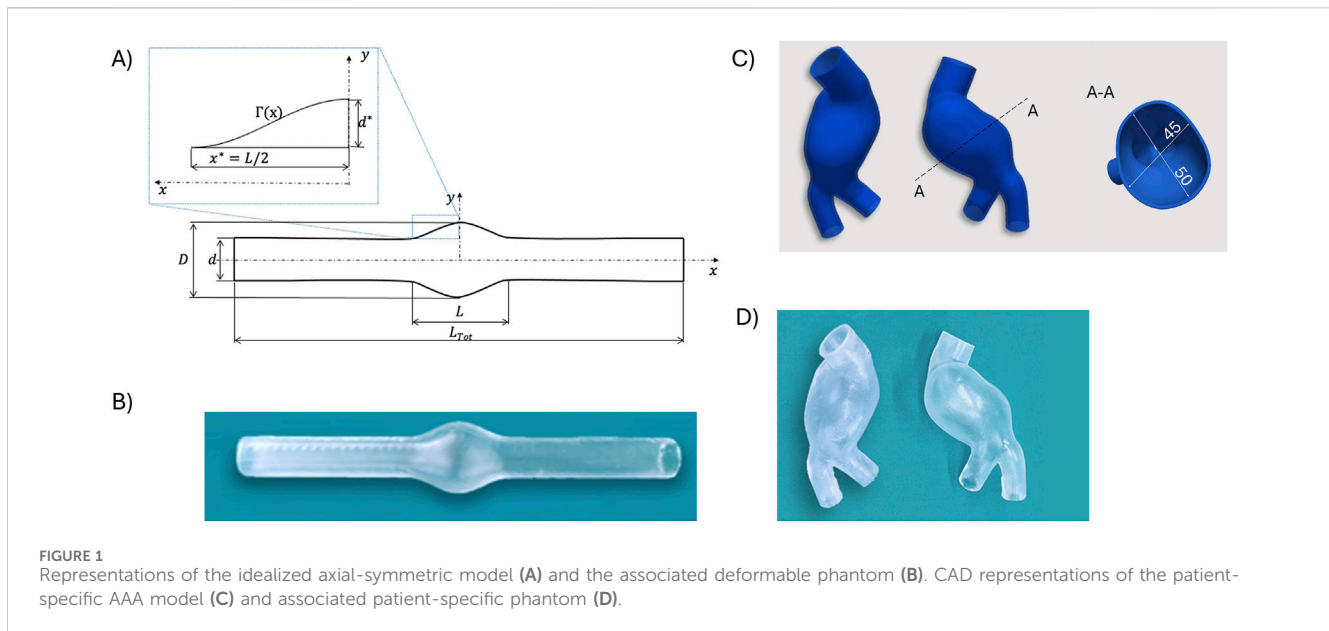 A)
y
Γ(x)
d*
x* = L/2
x
y
D
d
x
L
L_Tot
B)
C)
A-A
A
A
45
50
D)
FIGURE 1
Representations of the idealized axial-symmetric model (A) and the associated deformable phantom (B). CAD representations of the patient-
specific AAA model (C) and associated patient-specific phantom (D).